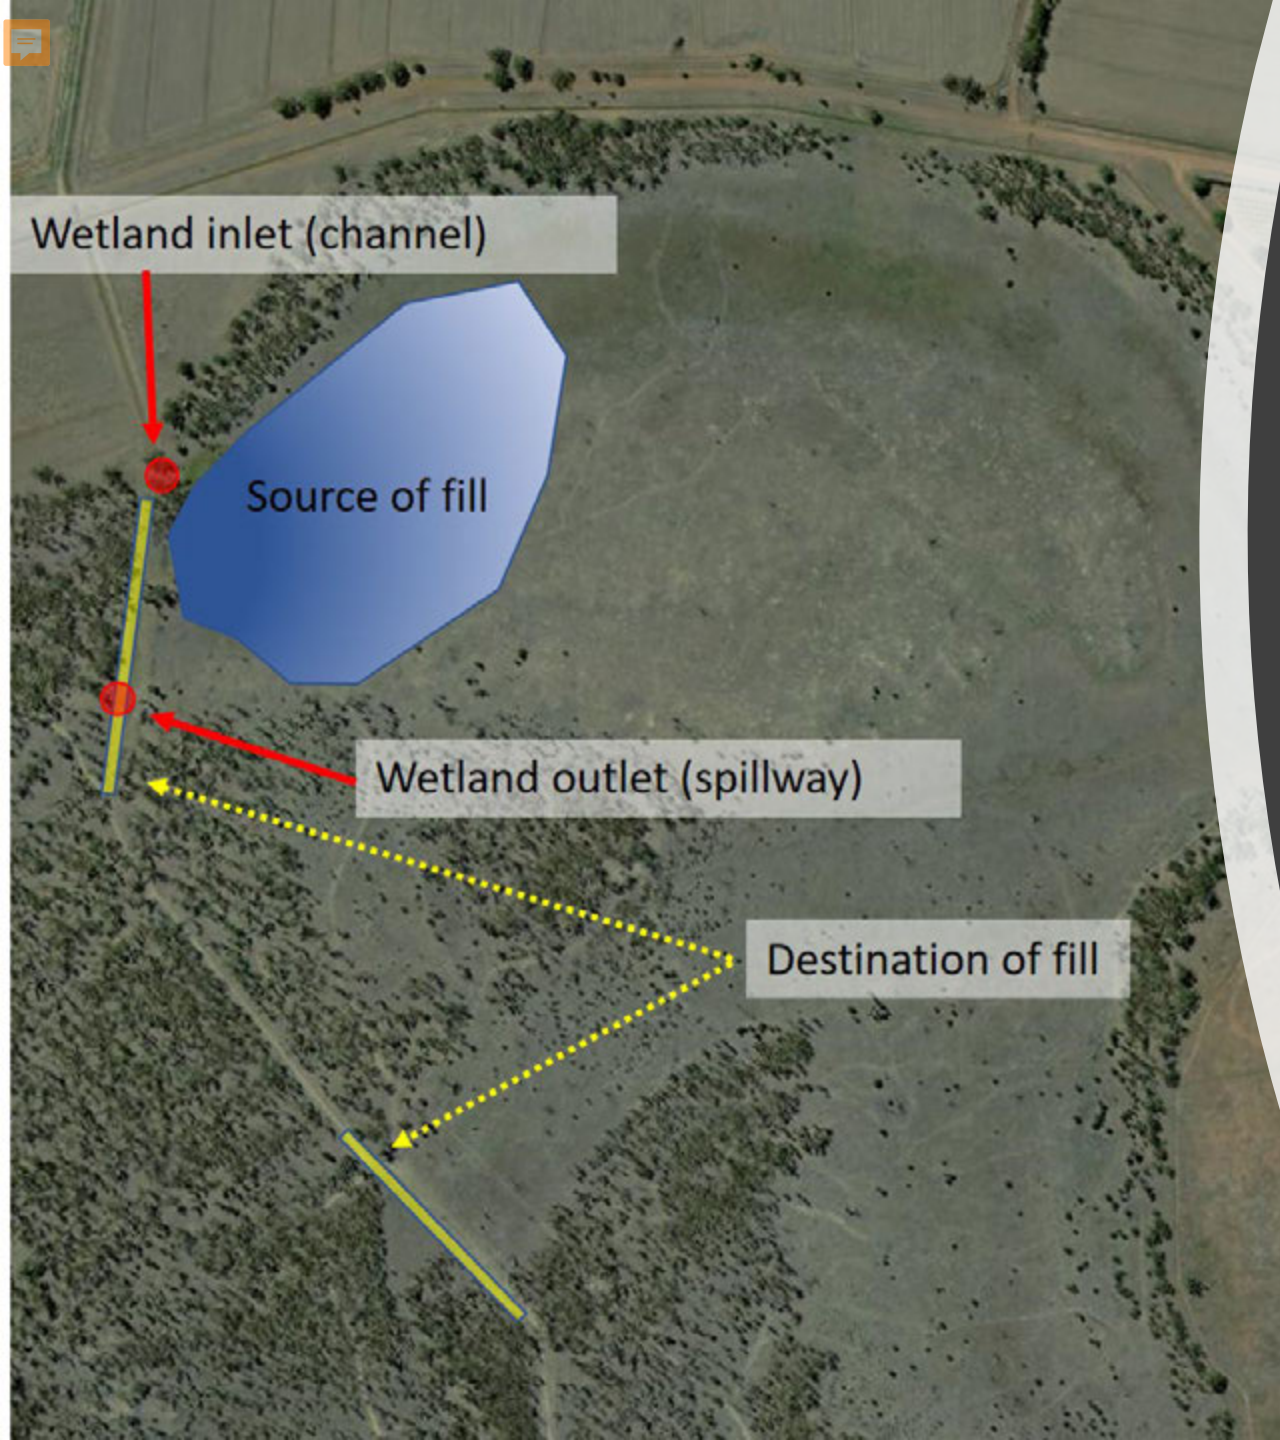 Wetland inlet (channel)
Source of fill
Wetland outlet (spillway)
Destination of fill